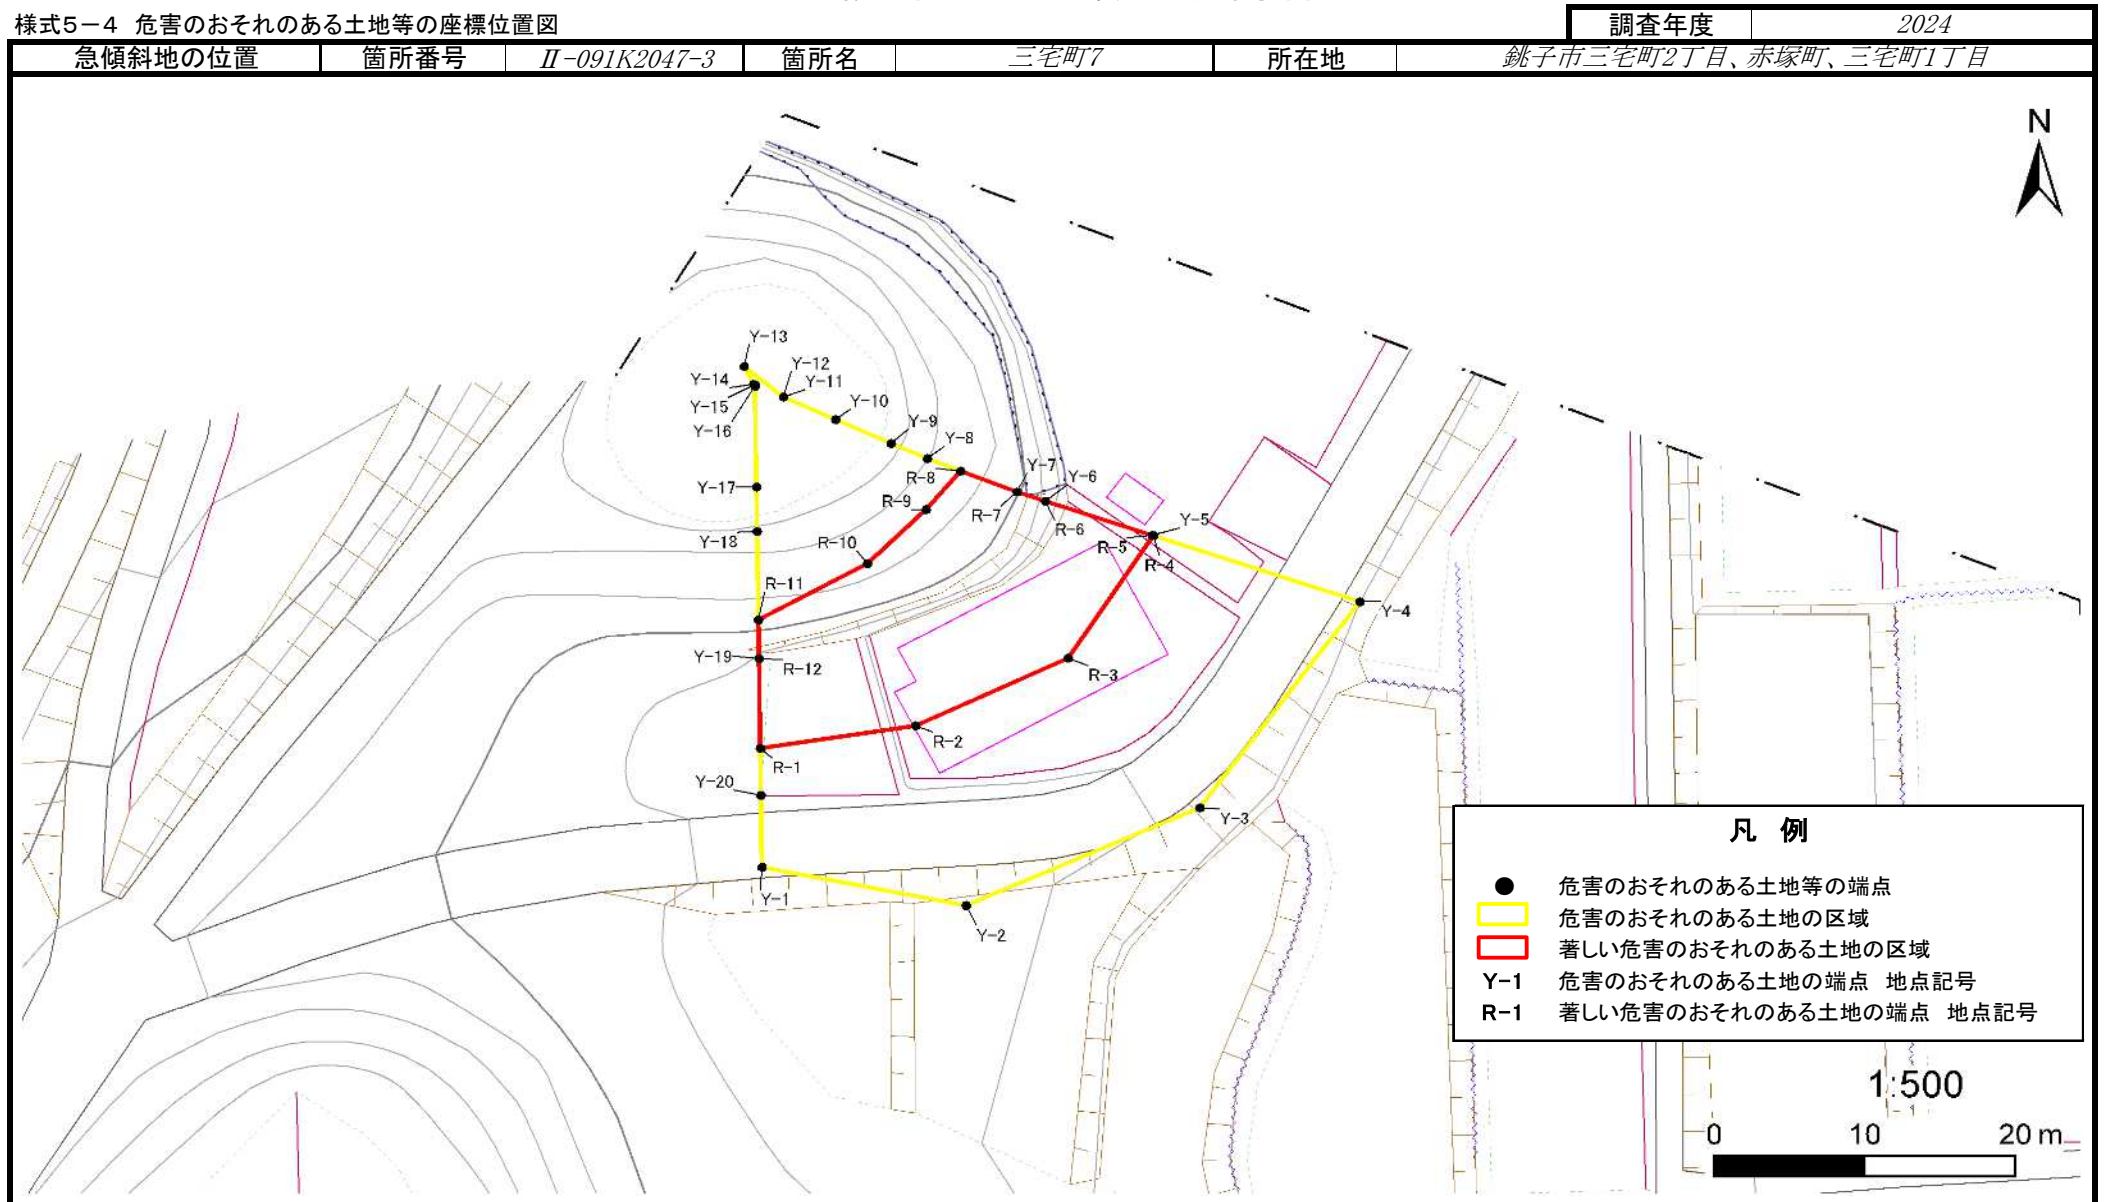 様式5-4 危害のおそれのある土地等の座標位置図
調査年度 2024
急傾斜地の位置 箇所番号 Ⅱ-091K2047-3 箇所名 三宅町7 所在地 銚子市三宅町2丁目、赤塚町、三宅町1丁目
N
Y-13
Y-12
Y-14
Y-11
Y-15
Y-10
Y-16
Y-9
Y-8
Y-7
R-8
Y-6
Y-17
R-9
R-7
R-6
Y-5
Y-18
R-10
R-5
R-4
R-11
Y-4
Y-19
R-12
R-3
R-2
R-1
Y-20
Y-3
Y-1
Y-2
凡 例
危害のおそれのある土地等の端点
危害のおそれのある土地の区域
著しい危害のおそれのある土地の区域
Y-1 危害のおそれのある土地の端点 地点記号
R-1 著しい危害のおそれのある土地の端点 地点記号
1:500
0 10 20 m